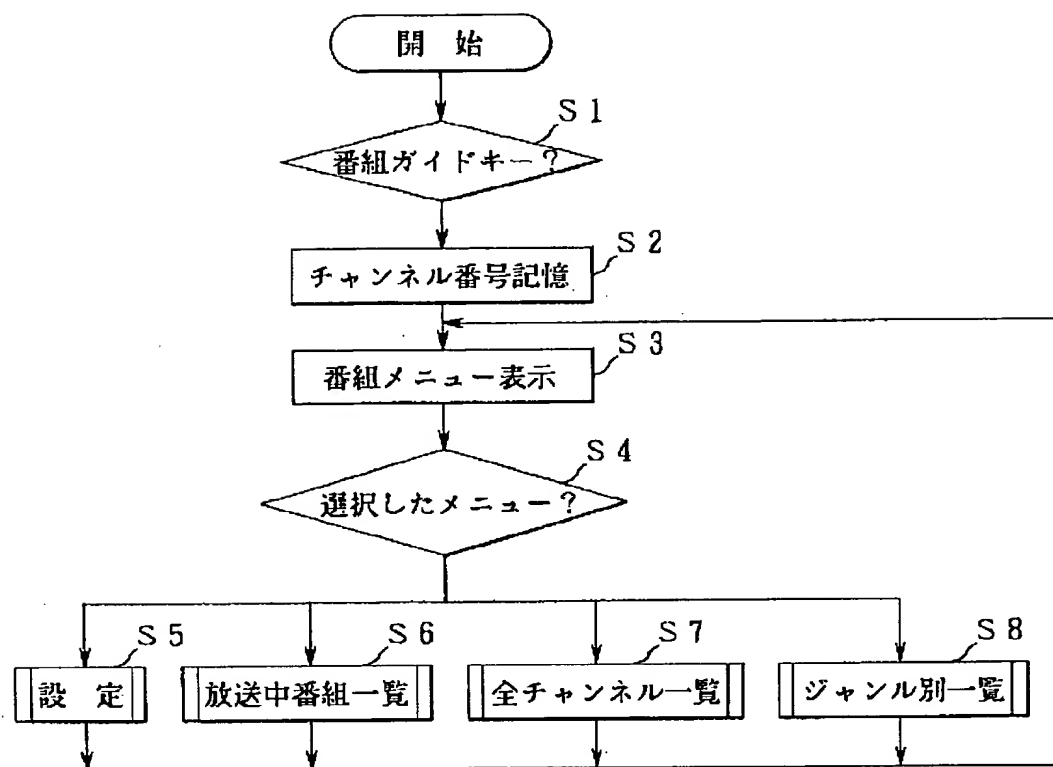 開 始
S1
番組ガイドキー?
S2
チャンネル番号記憶
S3
番組メニュー表示
S4
選択したメニュー?
S5
設 定
S6
放送中番組一覧
S7
全チャンネル一覧
S8
ジャンル別一覧